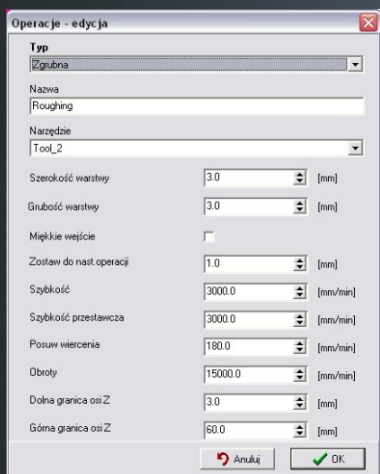 Operacje - edycja
Typ
Zgrubna
Nazwa
Roughing
Narzędzie
Tool_2
Szerokość warstwy 3.0 [mm]
Grubość warstwy 3.0 [mm]
Miękkie wejście
Zostaw do nast.operacji 1.0 [mm]
Szybkość 3000.0 [mm/min]
Szybkość przestawcza 3000.0 [mm/min]
Posuw wiercenia 180.0 [mm/min]
Obroty 15000.0 [mm/min]
Dolna granica osi Z 3.0 [mm]
Górna granica osi Z 60.0 [mm]
Anuluj OK